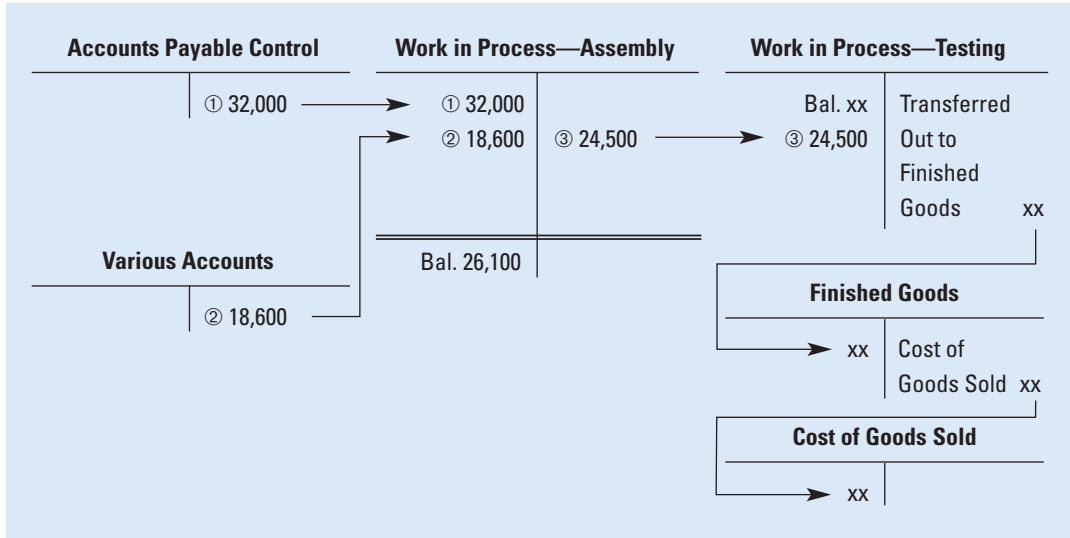 Accounts Payable Control
Work in Process—Assembly
Work in Process—Testing
① 32,000
① 32,000
Bal. xx
Transferred
② 18,600
③ 24,500
③ 24,500
Out to
Finished
Goods xx
Various Accounts
Bal. 26,100
② 18,600
Finished Goods
xx
Cost of
Goods Sold xx
Cost of Goods Sold
xx